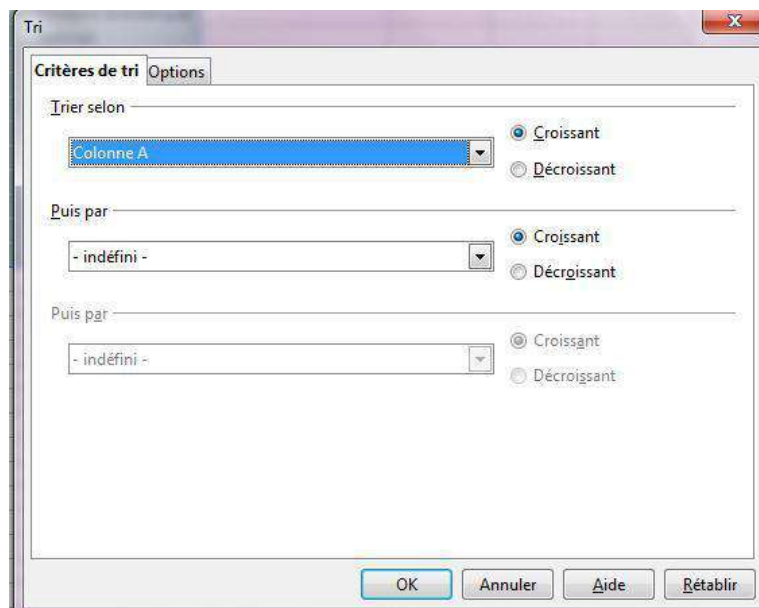 Tri
Critères de tri Options
Trier selon
Colonne A
Croissant
Décroissant
Puis par
- indéfini -
Croissant
Décroissant
Puis par
- indéfini -
Croissant
Décroissant
OK Annuler Aide Rétablir